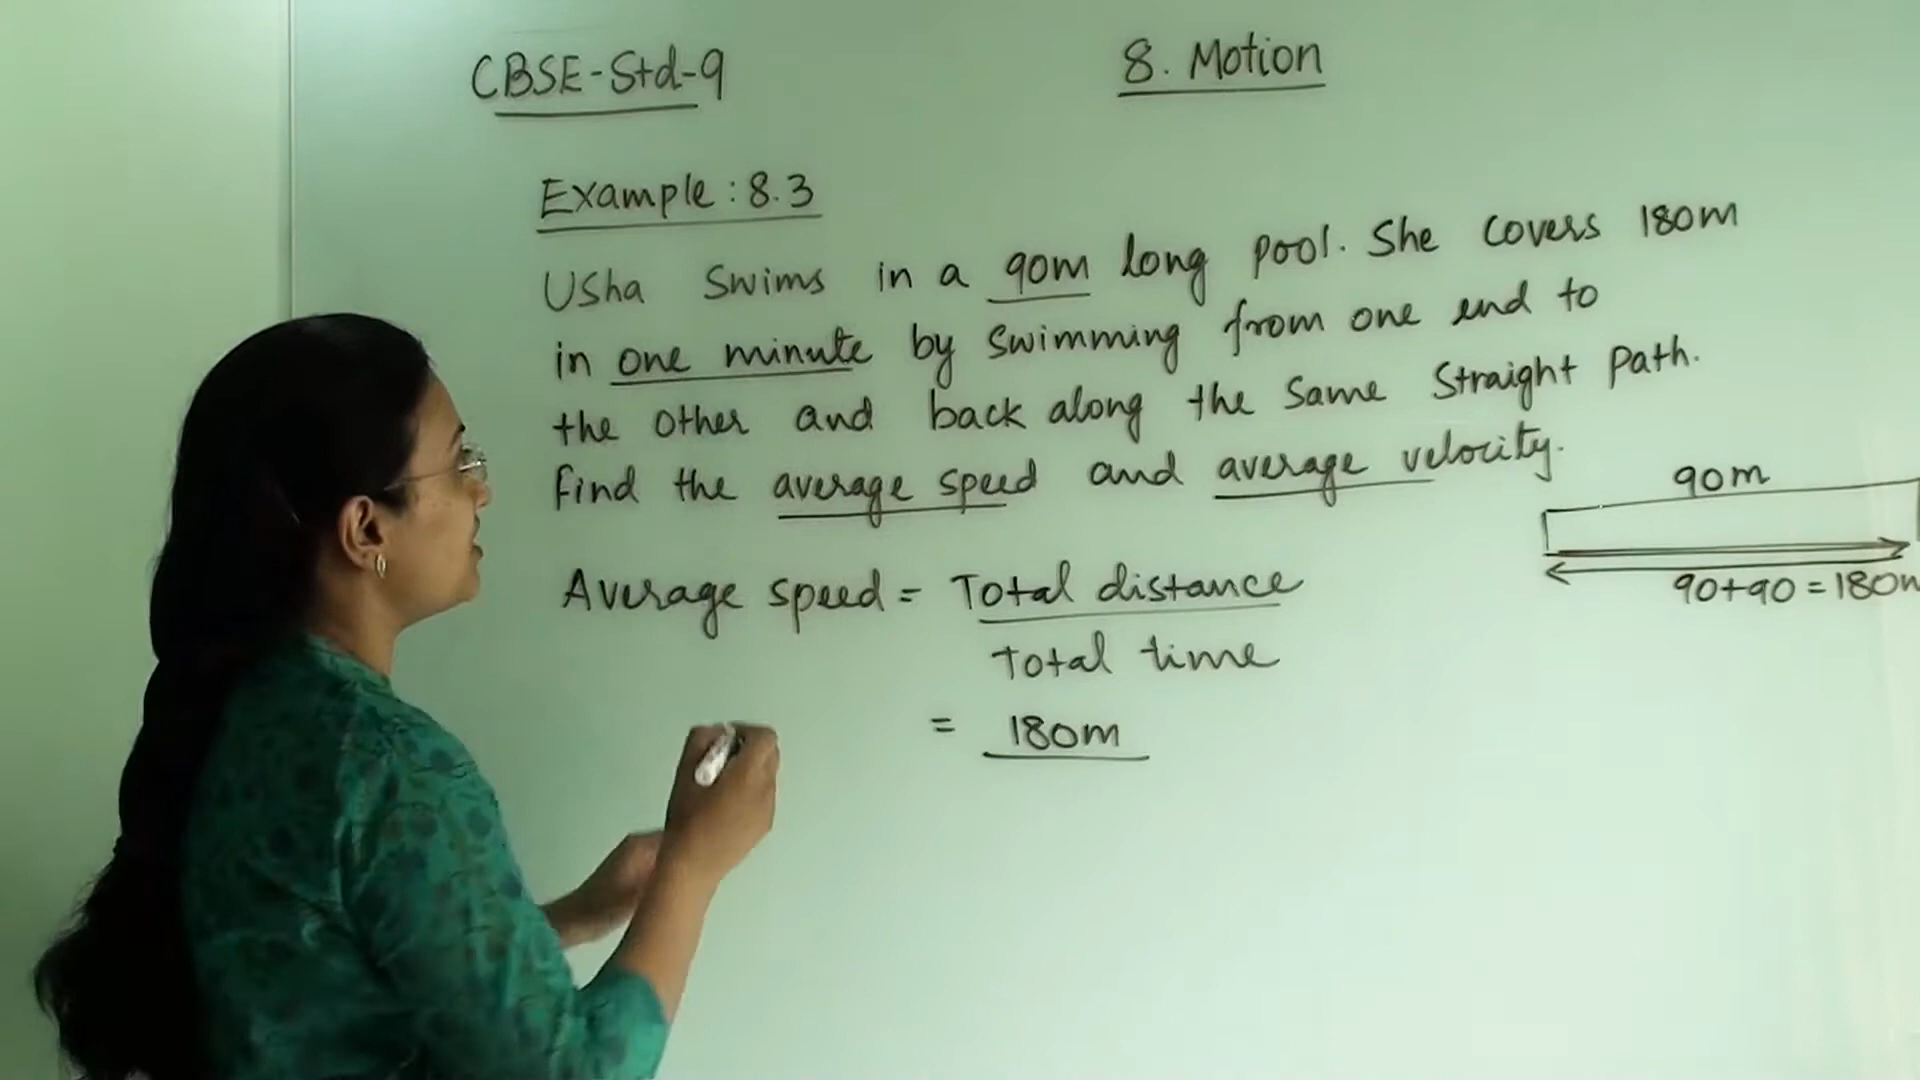 CBSE-Std-9
8. Motion
Example: 8.3
Usha Swims in a 90m long pool. She covers 180m
in one minute by swimming from one end to
the other and back along the same straight path.
Find the average speed and average velocity.
90m
90+90=180m
Average speed = Total distance
Total time
= 180m